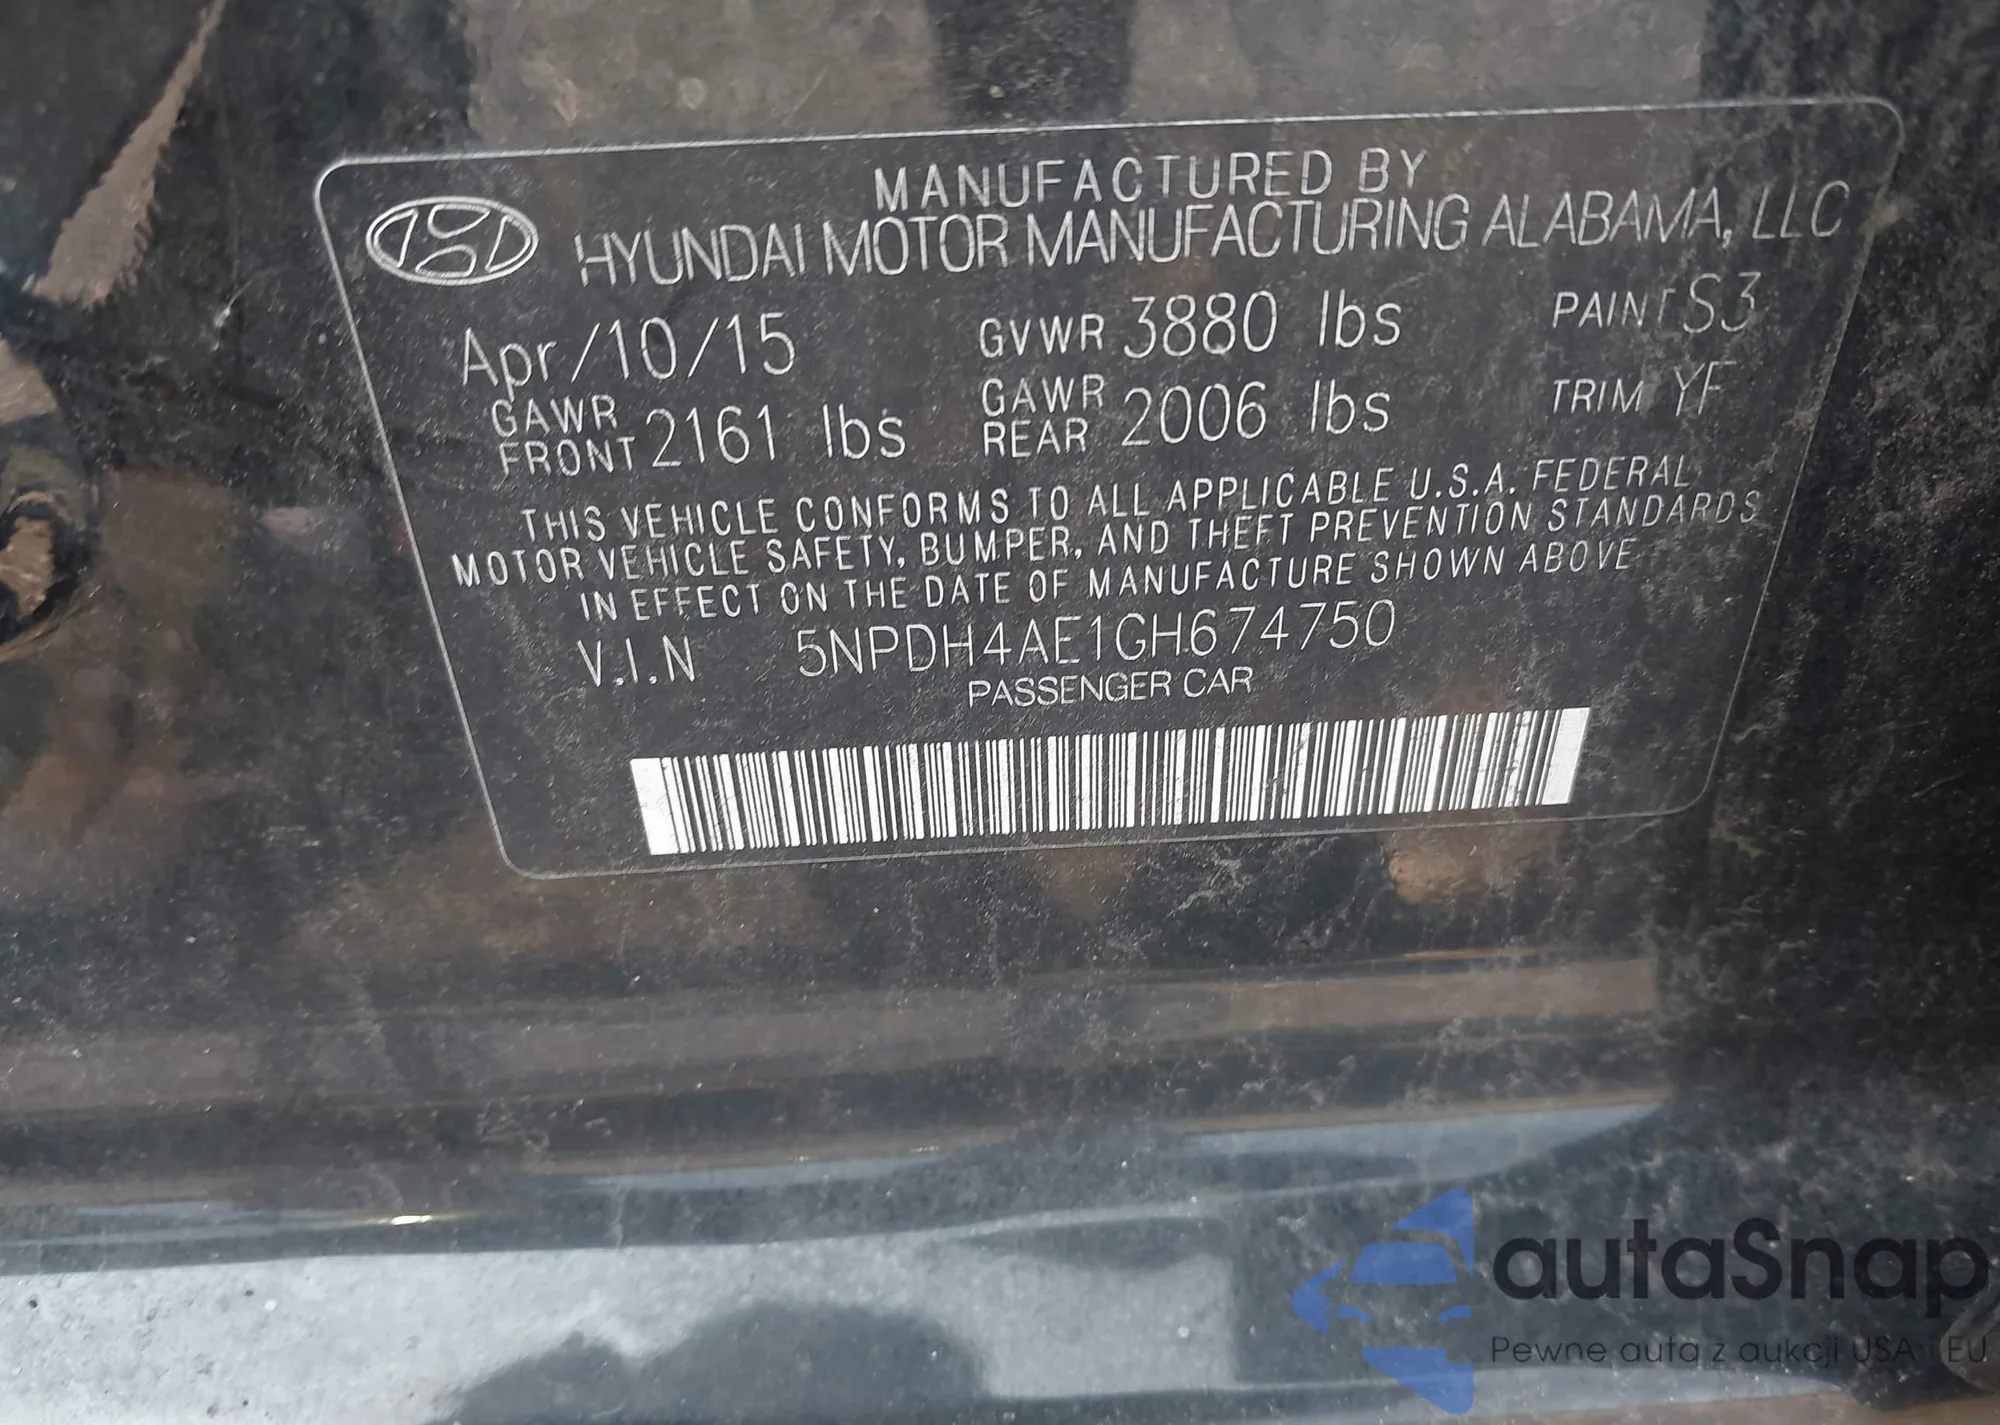 MANUFACTURED BY
HYUNDAI MOTOR MANUFACTURING ALABAMA, LLC
Apr/10/15 GVWR 3880 lbs PAINT S3
GAWR FRONT 2161 lbs GAWR REAR 2006 lbs TRIM YF
THIS VEHICLE CONFORMS TO ALL APPLICABLE U.S.A. FEDERAL
MOTOR VEHICLE SAFETY, BUMPER, AND THEFT PREVENTION STANDARDS
IN EFFECT ON THE DATE OF MANUFACTURE SHOWN ABOVE
V.I.N 5NPDH4AE1GH674750
PASSENGER CAR
autaSnap
Pewne auta z aukcji USA i EU